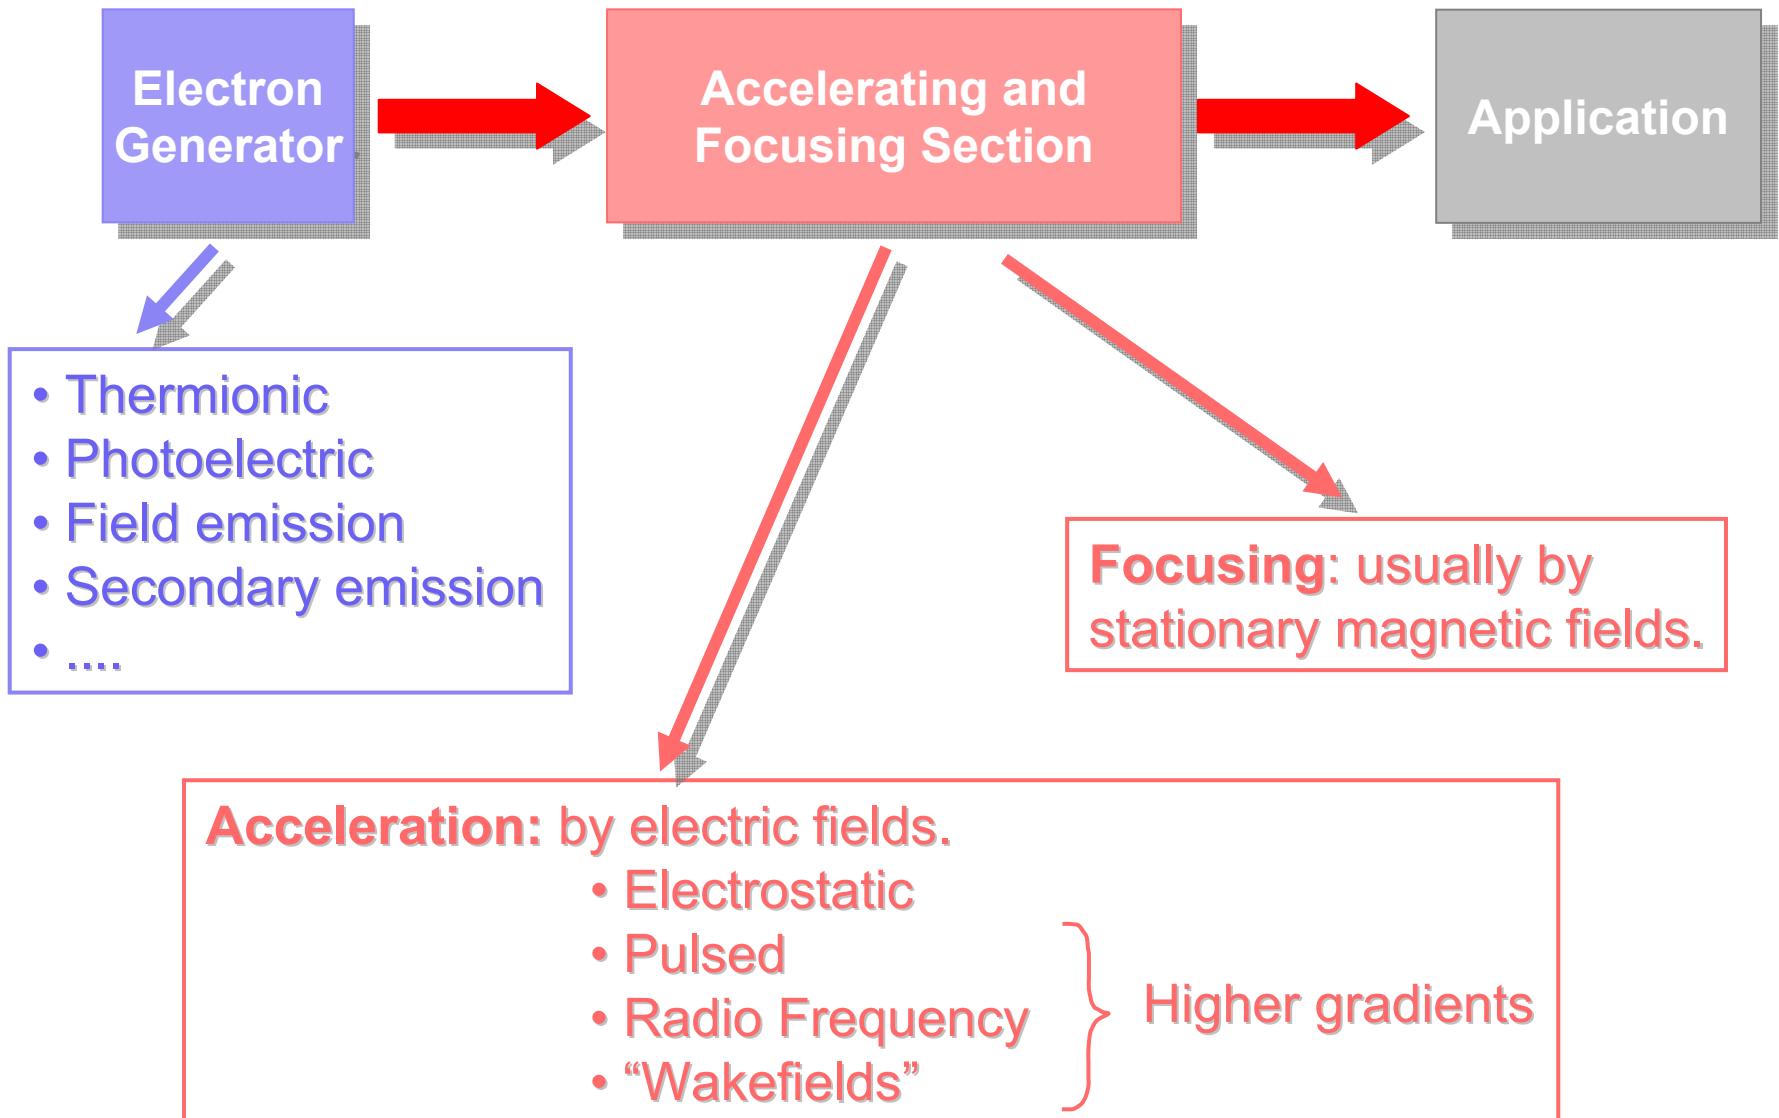 Electron
Generator
Accelerating and
Focusing Section
Application
• Thermionic
• Photoelectric
• Field emission
• Secondary emission
• ....
Focusing: usually by
stationary magnetic fields.
Acceleration: by electric fields.
• Electrostatic
• Pulsed
• Radio Frequency
• “Wakefields”
Higher gradients